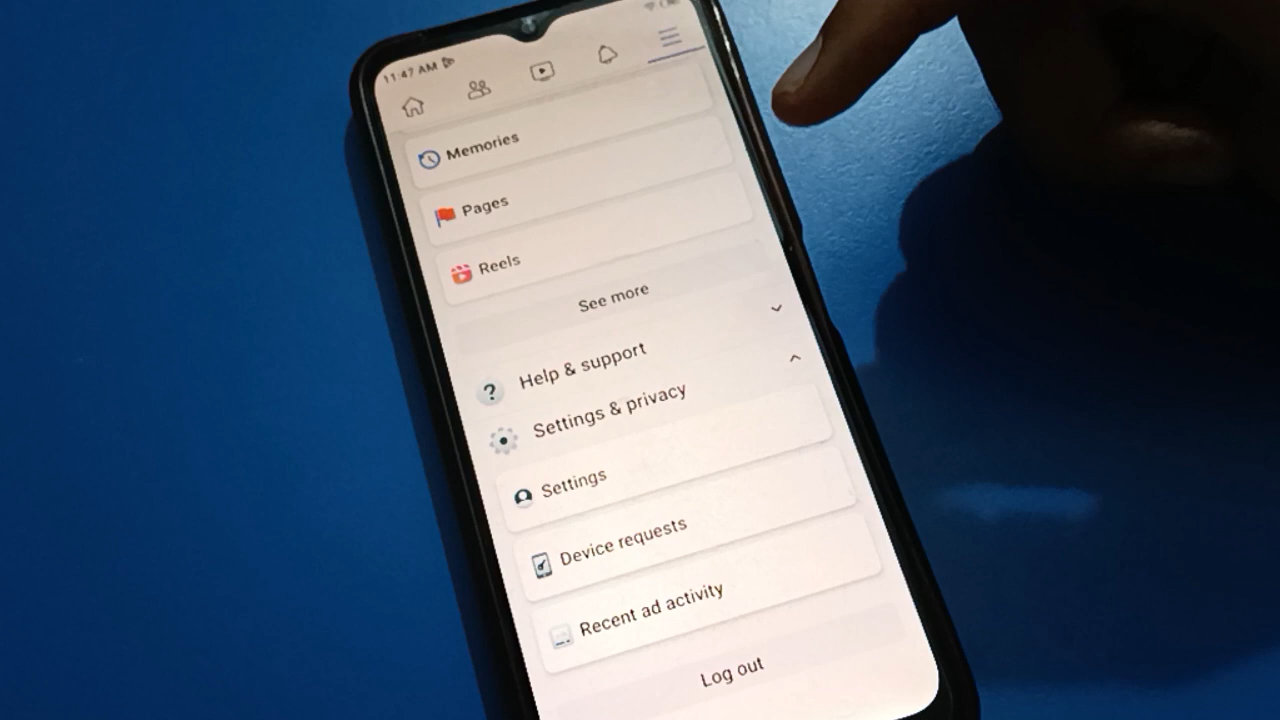 11:47 AM
Memories
Pages
Reels
See more
Help & support
Settings & privacy
Settings
Device requests
Recent ad activity
Log out